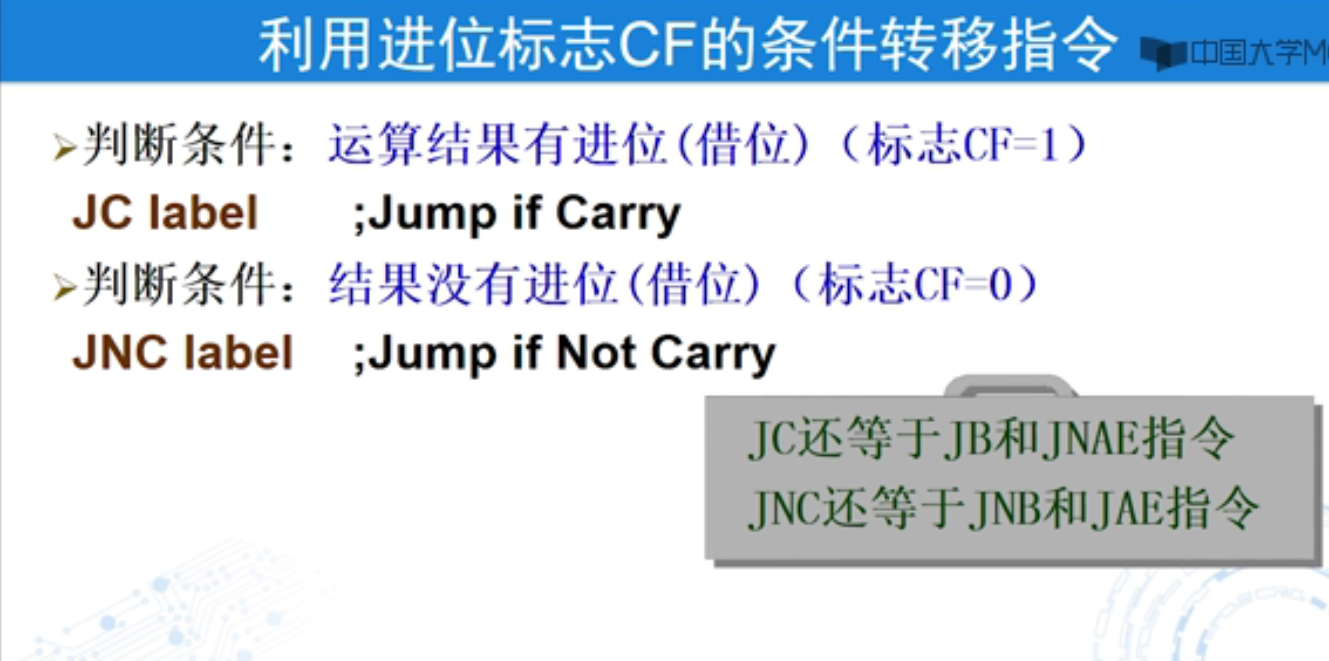 利用进位标志CF的条件转移指令
中国大学M
判断条件：运算结果有进位(借位)（标志CF=1）
JC label ;Jump if Carry
判断条件：结果没有进位(借位)（标志CF=0）
JNC label ;Jump if Not Carry
JC还等于JB和JNAE指令
JNC还等于JNB和JAE指令